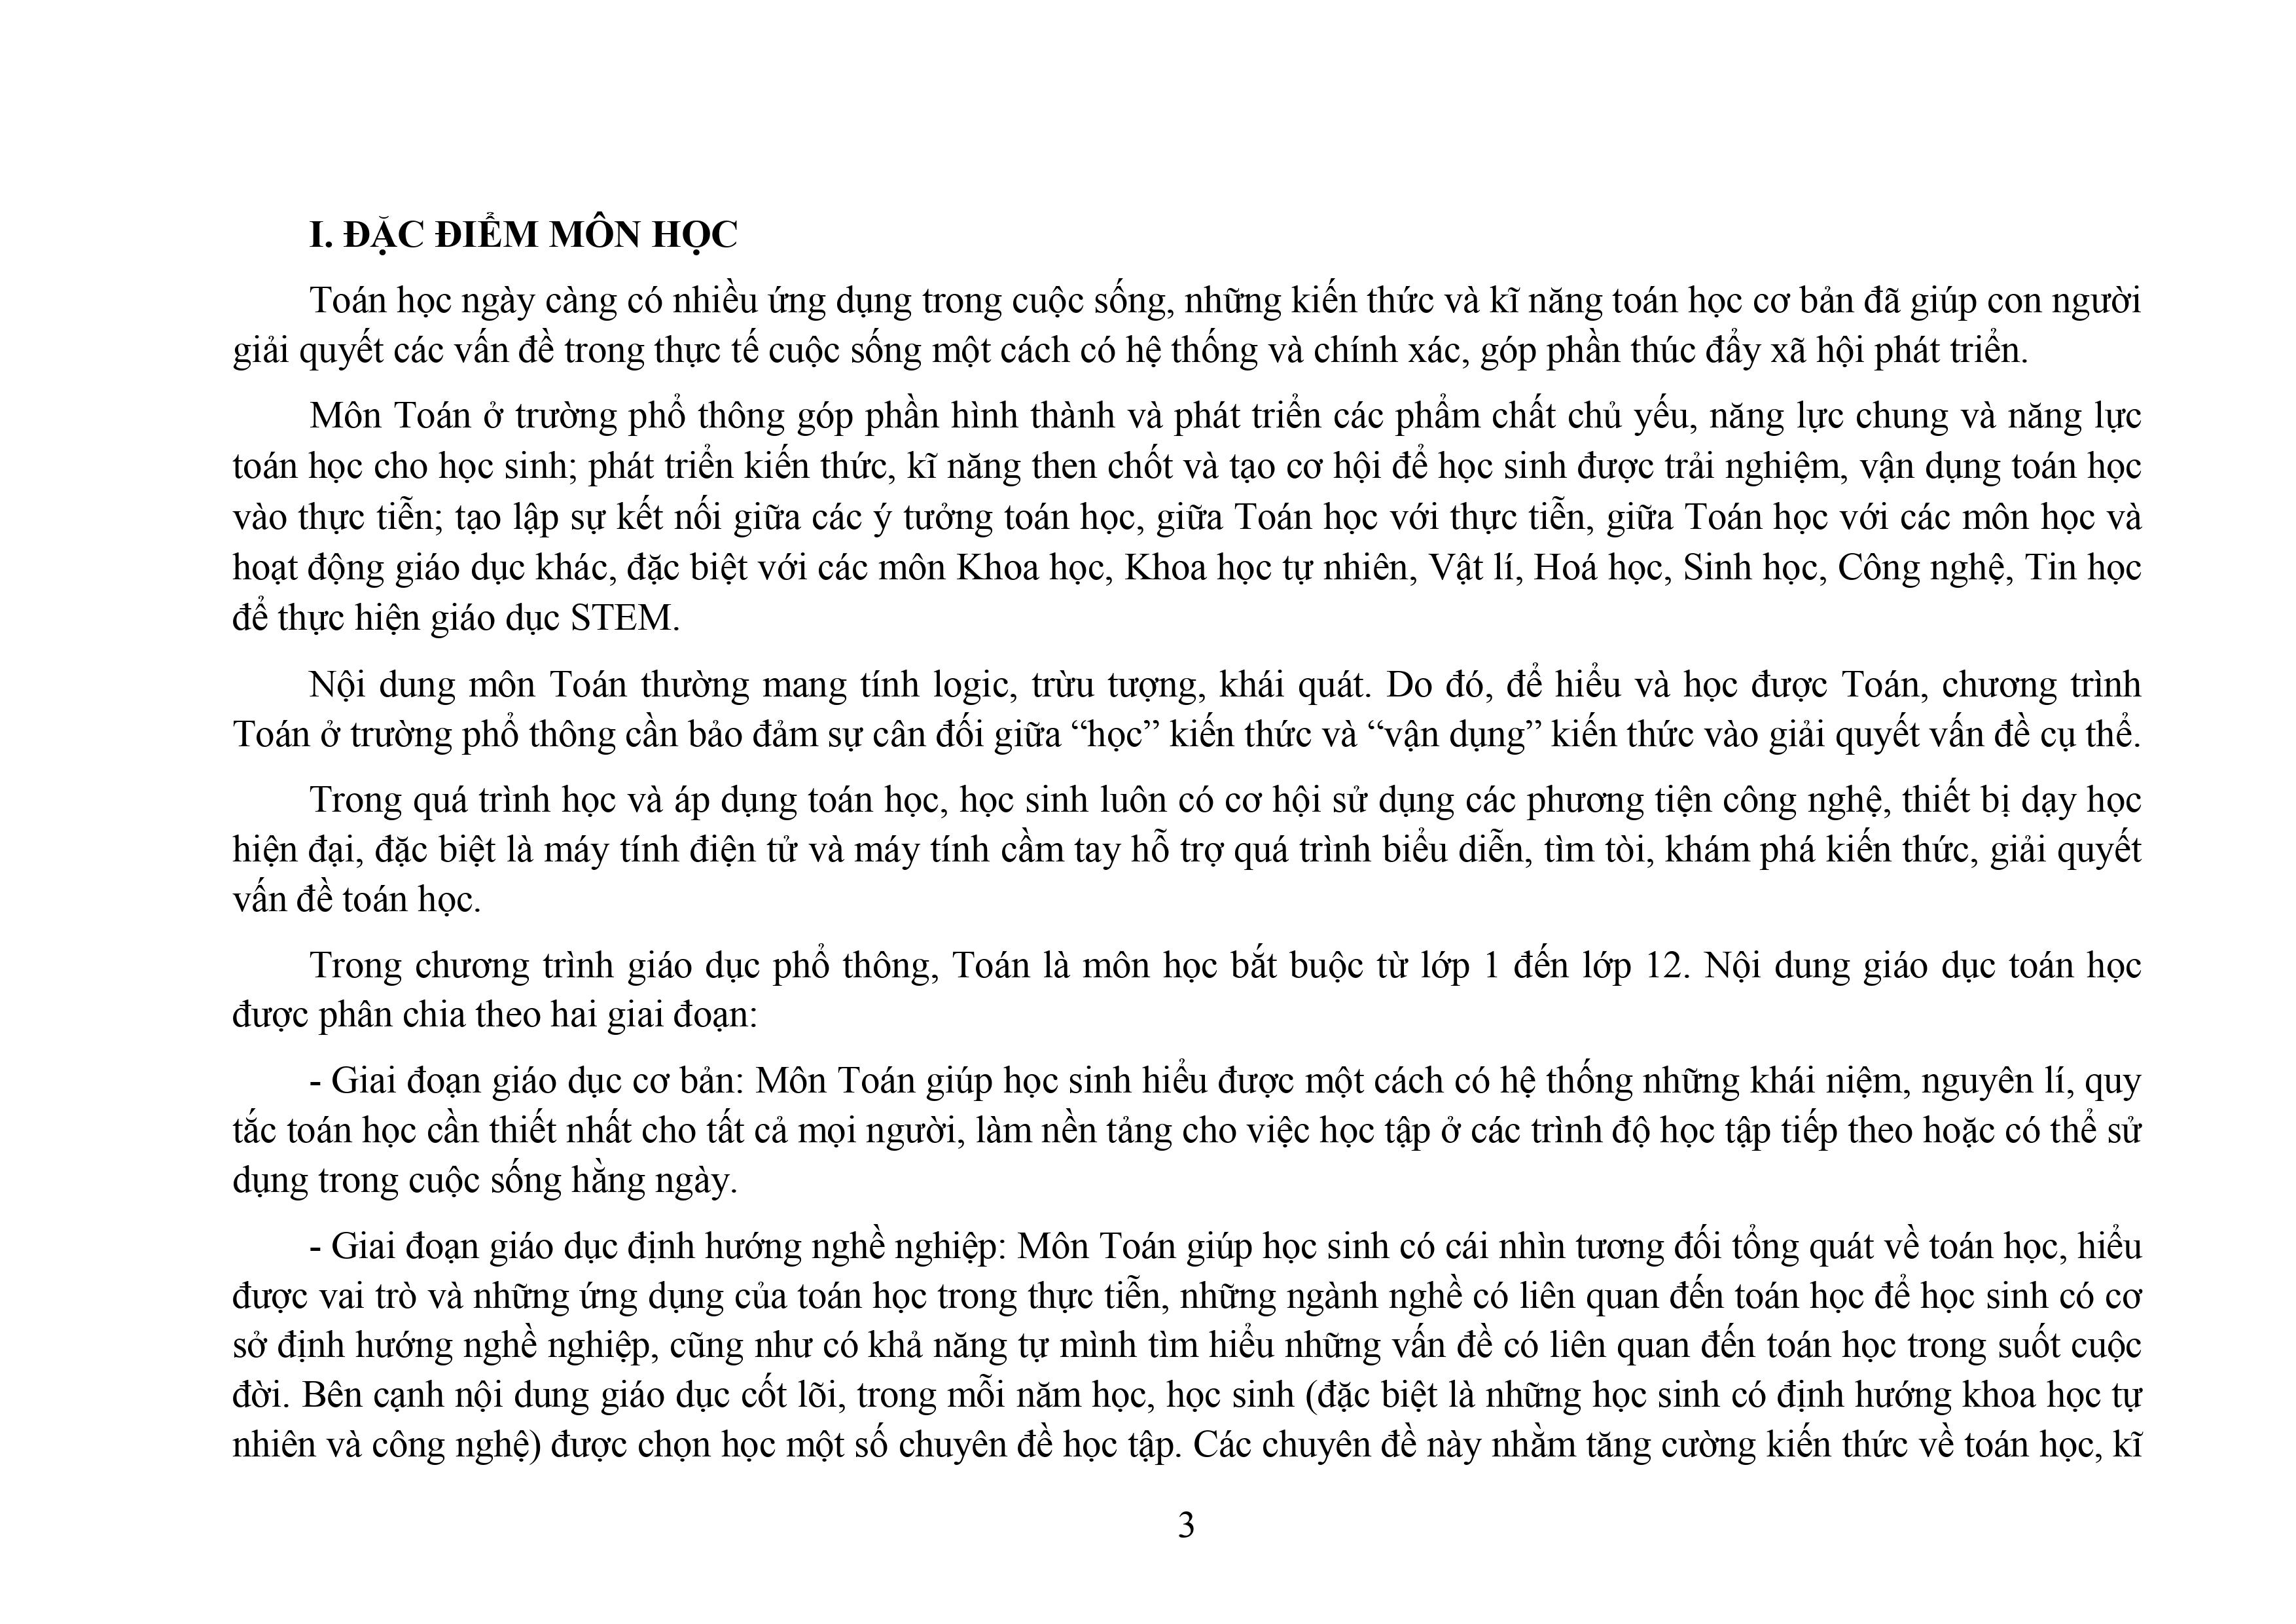 I. ĐẶC ĐIỂM MÔN HỌC
Toán học ngày càng có nhiều ứng dụng trong cuộc sống, những kiến thức và kĩ năng toán học cơ bản đã giúp con người
giải quyết các vấn đề trong thực tế cuộc sống một cách có hệ thống và chính xác, góp phần thúc đẩy xã hội phát triển.
Môn Toán ở trường phổ thông góp phần hình thành và phát triển các phẩm chất chủ yếu, năng lực chung và năng lực
toán học cho học sinh; phát triển kiến thức, kĩ năng then chốt và tạo cơ hội để học sinh được trải nghiệm, vận dụng toán học
vào thực tiễn; tạo lập sự kết nối giữa các ý tưởng toán học, giữa Toán học với thực tiễn, giữa Toán học với các môn học và
hoạt động giáo dục khác, đặc biệt với các môn Khoa học, Khoa học tự nhiên, Vật lí, Hoá học, Sinh học, Công nghệ, Tin học
để thực hiện giáo dục STEM.
Nội dung môn Toán thường mang tính logic, trừu tượng, khái quát. Do đó, để hiểu và học được Toán, chương trình
Toán ở trường phổ thông cần bảo đảm sự cân đối giữa “học” kiến thức và “vận dụng” kiến thức vào giải quyết vấn đề cụ thể.
Trong quá trình học và áp dụng toán học, học sinh luôn có cơ hội sử dụng các phương tiện công nghệ, thiết bị dạy học
hiện đại, đặc biệt là máy tính điện tử và máy tính cầm tay hỗ trợ quá trình biểu diễn, tìm tòi, khám phá kiến thức, giải quyết
vấn đề toán học.
Trong chương trình giáo dục phổ thông, Toán là môn học bắt buộc từ lớp 1 đến lớp 12. Nội dung giáo dục toán học
được phân chia theo hai giai đoạn:
- Giai đoạn giáo dục cơ bản: Môn Toán giúp học sinh hiểu được một cách có hệ thống những khái niệm, nguyên lí, quy
tắc toán học cần thiết nhất cho tất cả mọi người, làm nền tảng cho việc học tập ở các trình độ học tập tiếp theo hoặc có thể sử
dụng trong cuộc sống hằng ngày.
- Giai đoạn giáo dục định hướng nghề nghiệp: Môn Toán giúp học sinh có cái nhìn tương đối tổng quát về toán học, hiểu
được vai trò và những ứng dụng của toán học trong thực tiễn, những ngành nghề có liên quan đến toán học để học sinh có cơ
sở định hướng nghề nghiệp, cũng như có khả năng tự mình tìm hiểu những vấn đề có liên quan đến toán học trong suốt cuộc
đời. Bên cạnh nội dung giáo dục cốt lõi, trong mỗi năm học, học sinh (đặc biệt là những học sinh có định hướng khoa học tự
nhiên và công nghệ) được chọn học một số chuyên đề học tập. Các chuyên đề này nhằm tăng cường kiến thức về toán học, kĩ
3